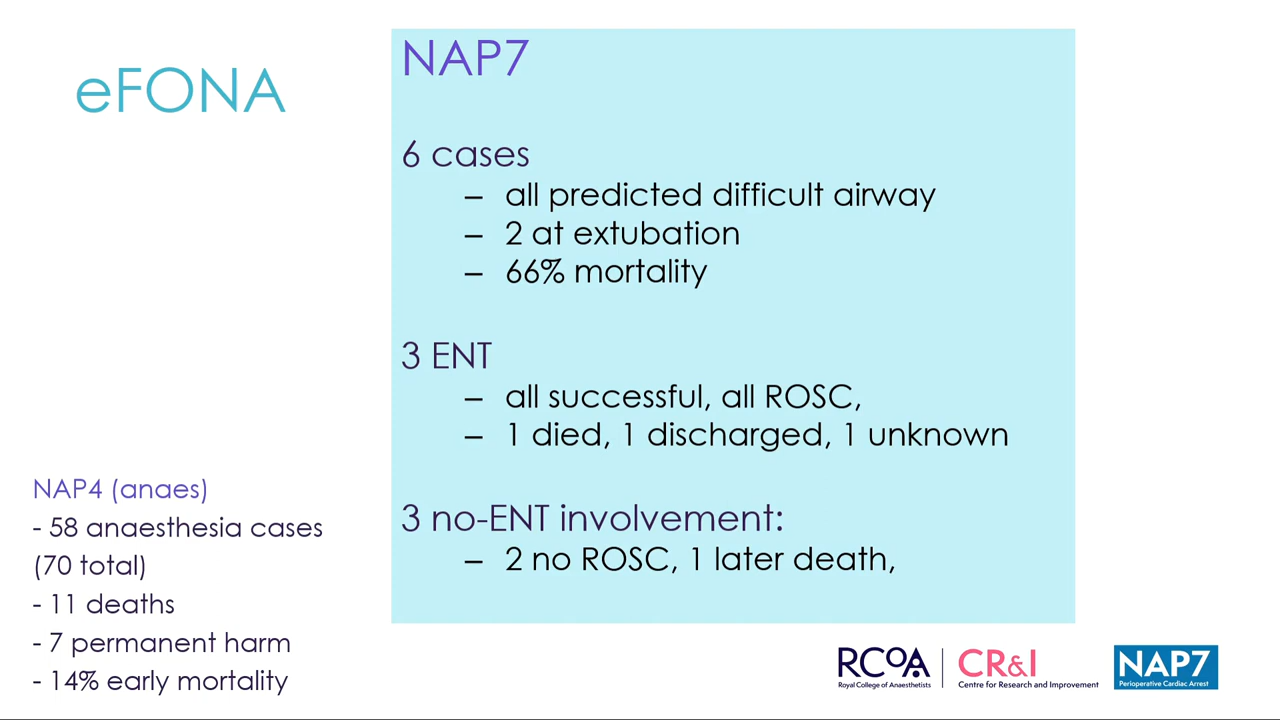 eFONA
NAP7
6 cases
– all predicted difficult airway
– 2 at extubation
– 66% mortality
3 ENT
– all successful, all ROSC,
– 1 died, 1 discharged, 1 unknown
3 no-ENT involvement:
– 2 no ROSC, 1 later death,
NAP4 (anaes)
- 58 anaesthesia cases
(70 total)
- 11 deaths
- 7 permanent harm
- 14% early mortality
RCOA
Royal College of Anaesthetists
CR&I
Centre for Research and Improvement
NAP7
Perioperative Cardiac Arrest